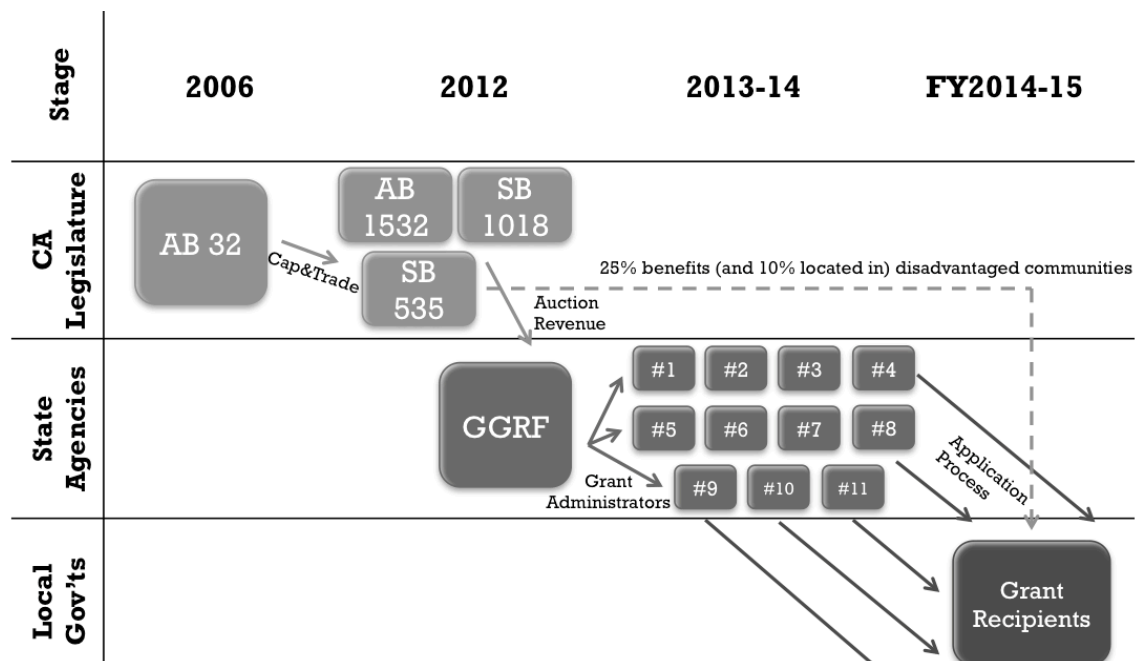 Stage
2006
2012
2013-14
FY2014-15
CA
Legislature
AB 32
Cap&Trade
AB
1532
SB
1018
SB
535
25% benefits (and 10% located in) disadvantaged communities
Auction
Revenue
State
Agencies
GGRF
Grant
Administrators
#1
#2
#3
#4
#5
#6
#7
#8
#9
#10
#11
Application
Process
Local
Gov'ts
Grant
Recipients